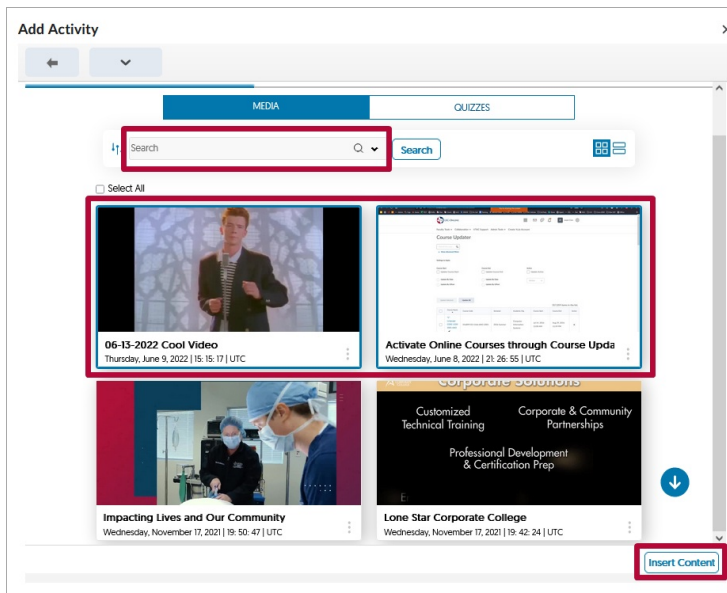 Add Activity
MEDIA
QUIZZES
Search
Search
Select All
Course Updater
06-13-2022 Cool Video
Thursday, June 9, 2022 | 15: 15: 17 | UTC
Activate Online Courses through Course Upda
Wednesday, June 8, 2022 | 21: 26: 55 | UTC
Corporate Solutions
Customized
Technical Training
Corporate & Community
Partnerships
Professional Development
& Certification Prep
Impacting Lives and Our Community
Wednesday, November 17, 2021 | 19: 50: 47 | UTC
Lone Star Corporate College
Wednesday, November 17, 2021 | 19: 42: 24 | UTC
Insert Content